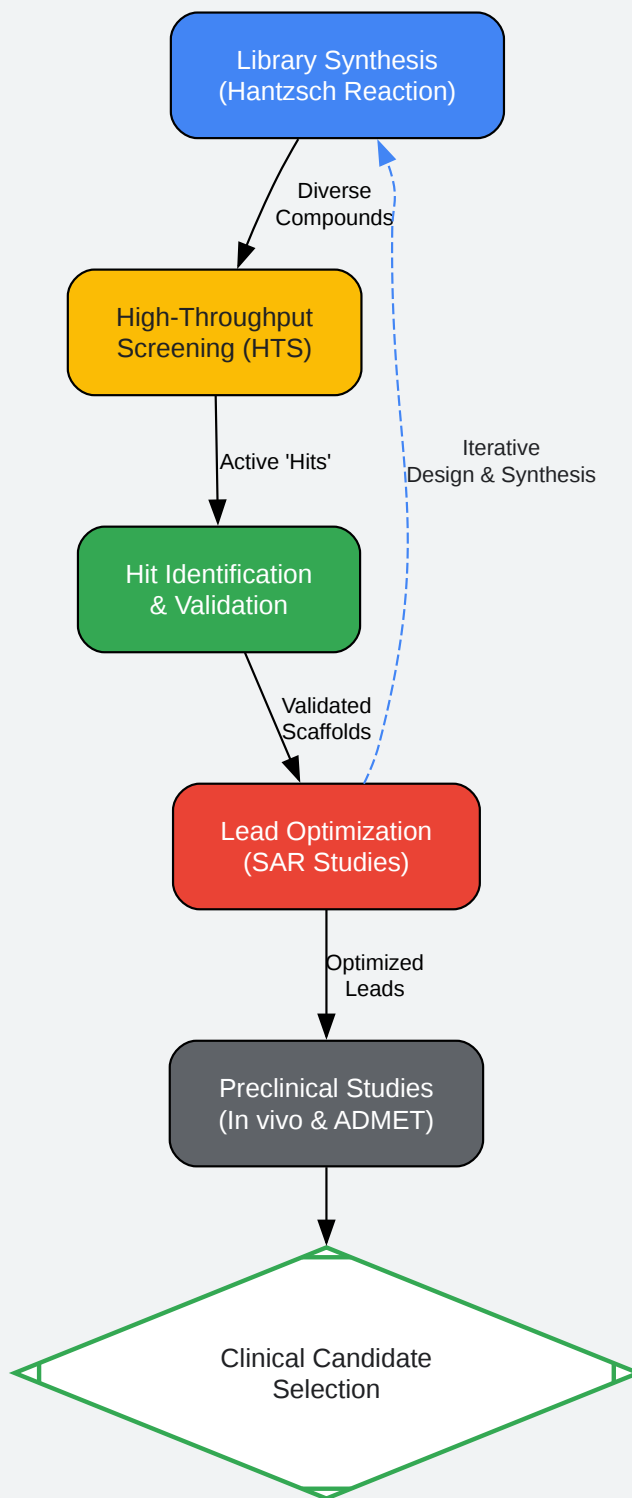 Library Synthesis
(Hantzsch Reaction)
Diverse
Compounds
High-Throughput
Screening (HTS)
Active 'Hits'
Iterative
Design & Synthesis
Hit Identification
& Validation
Validated
Scaffolds
Lead Optimization
(SAR Studies)
Optimized
Leads
Preclinical Studies
(In vivo & ADMET)
Clinical Candidate
Selection